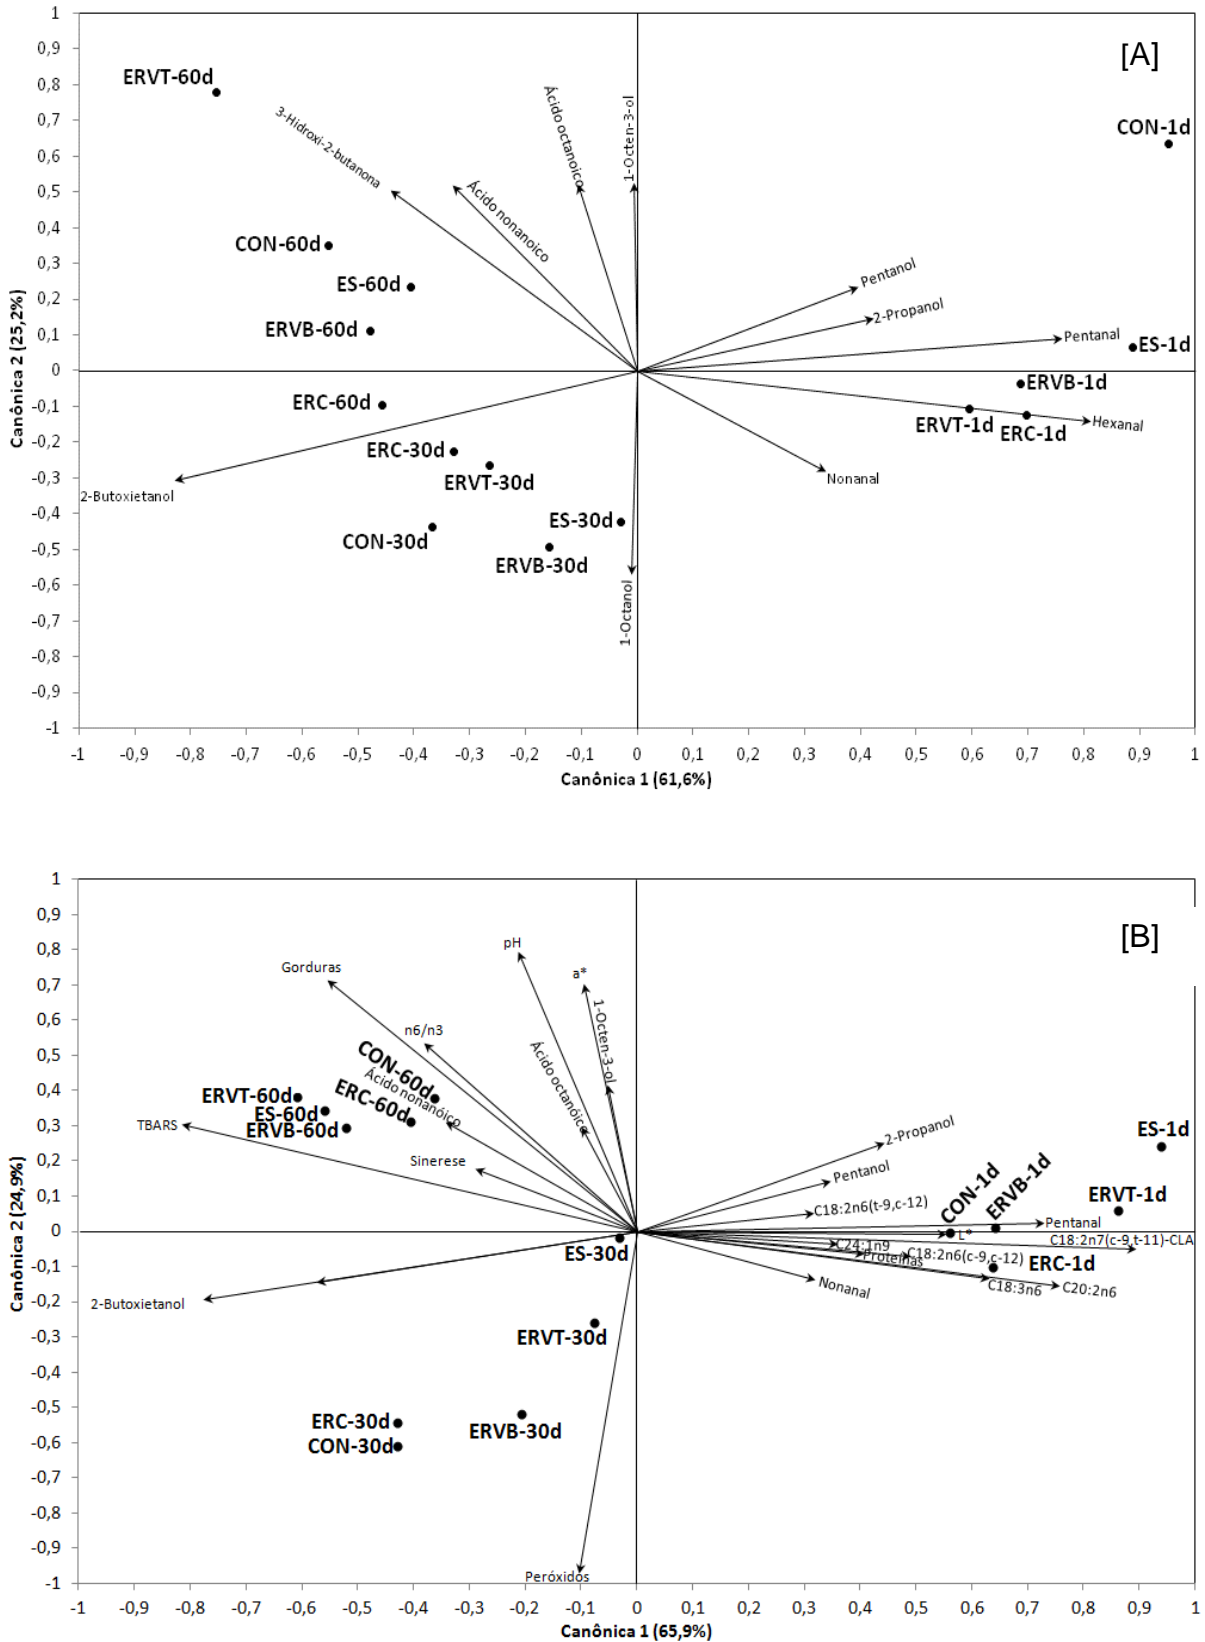 [A]
1
0,9
0,8
0,7
0,6
0,5
0,4
0,3
0,2
0,1
0
-0,1
-0,2
-0,3
-0,4
-0,5
-0,6
-0,7
-0,8
-0,9
-1
Canônica 2 (25,2%)
ERVT-60d
3-Hidroxi-2-butanona
Ácido octanoico
1-Octen-3-ol
CON-1d
Ácido nonanoico
CON-60d
ES-60d
ERVB-60d
Pentanol
2-Propanol
Pentanal
ES-1d
ERVB-1d
ERC-60d
ERVT-1d
ERC-1d
Hexanal
ERC-30d
ERVT-30d
Nonanal
2-Butoxietanol
CON-30d
ES-30d
ERVB-30d
1-Octanol
-1 -0,9 -0,8 -0,7 -0,6 -0,5 -0,4 -0,3 -0,2 -0,1 0 0,1 0,2 0,3 0,4 0,5 0,6 0,7 0,8 0,9 1
Canônica 1 (61,6%)
[B]
1
0,9
0,8
0,7
0,6
0,5
0,4
0,3
0,2
0,1
0
-0,1
-0,2
-0,3
-0,4
-0,5
-0,6
-0,7
-0,8
-0,9
-1
Canônica 2 (24,9%)
pH
Gorduras
a*
1-Octen-3-ol
n6/n3
Ácido octanóico
CON-60d
Ácido nonanóico
ERC-60d
ERVT-60d
ES-60d
ERVB-60d
TBARS
Sinerese
2-Propanol
Pentanol
ES-1d
CON-1d
ERVB-1d
ERVT-1d
C18:2n6(t-9,c-12)
Pentanal
L*
C18:2n7(c-9,t-11)-CLA
C24:1n9
C18:2n6(c-9,c-12)
Proteínas
ERC-1d
Nonanal
C18:3n6
C20:2n6
ES-30d
2-Butoxietanol
ERVT-30d
ERC-30d
CON-30d
ERVB-30d
Peróxidos
-1 -0,9 -0,8 -0,7 -0,6 -0,5 -0,4 -0,3 -0,2 -0,1 0 0,1 0,2 0,3 0,4 0,5 0,6 0,7 0,8 0,9 1
Canônica 1 (65,9%)